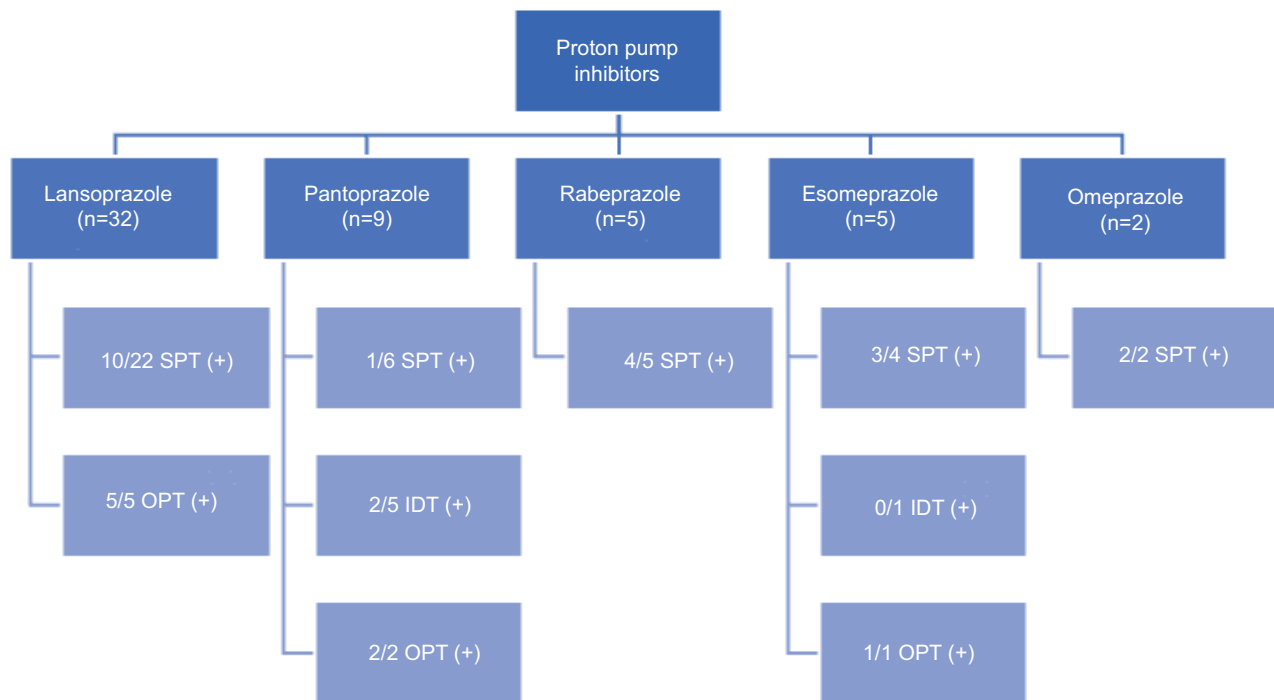 Proton pump
inhibitors
Lansoprazole
(n=32)
Pantoprazole
(n=9)
Rabeprazole
(n=5)
Esomeprazole
(n=5)
Omeprazole
(n=2)
10/22 SPT (+)
1/6 SPT (+)
4/5 SPT (+)
3/4 SPT (+)
2/2 SPT (+)
5/5 OPT (+)
2/5 IDT (+)
0/1 IDT (+)
2/2 OPT (+)
1/1 OPT (+)